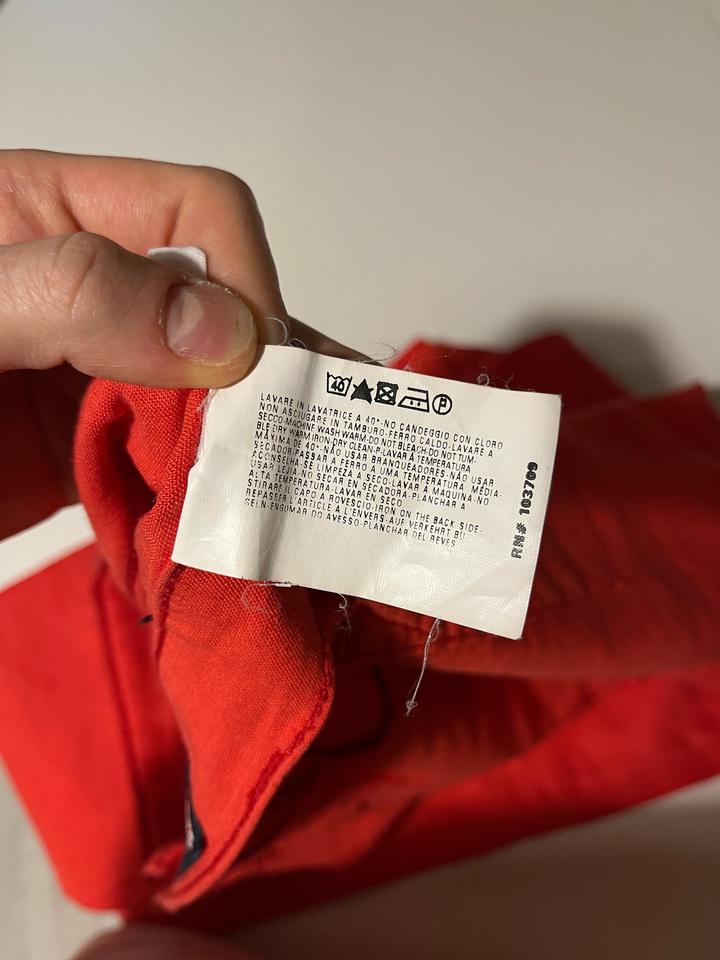 40 P
LAVARE IN LAVATRICE A 40°-NO CANDEGGIO CON CLORO
NON ASCIUGARE IN TAMBURO-FERRO CALDO-LAVARE A
SECCO-MACHINE WASH WARM-DO NOT BLEACH-DO NOT TUM-
BLE DRY WARM IRON-DRY CLEAN-P-LAVAR À TEMPERATURA
MÁXIMA DE 40°-NÃO USAR BRANQUEADORES-NÃO USAR
SECADOR-PASSAR A FERRO A UMA TEMPERATURA MÉDIA-
ACONSELHA-SE LIMPEZA A SECO-LAVAR A MAQUINA-NO
USAR LEJIA-NO SECAR EN SECADORA-PLANCHAR A
ALTA TEMPERATURA-LAVAR EN SECO
STIRARE IL CAPO A ROVESCIO-IRON ON THE BACK SIDE-
REPASSER L'ARTICLE A L'ENVERS-AUF VERKEHRT BÜ-
GELN-ENGOMAR DO AVESSO-PLANCHAR DEL REVES
RN# 103709